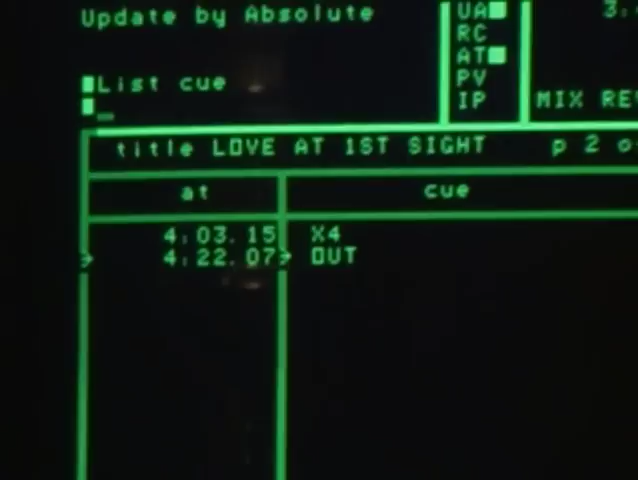 Update by Absolute
UA 3.
RC
AT
List cue PV
IP MIX RE
title LOVE AT 1ST SIGHT p 2 o
at cue
4:03.15 X4
4:22.07 OUT